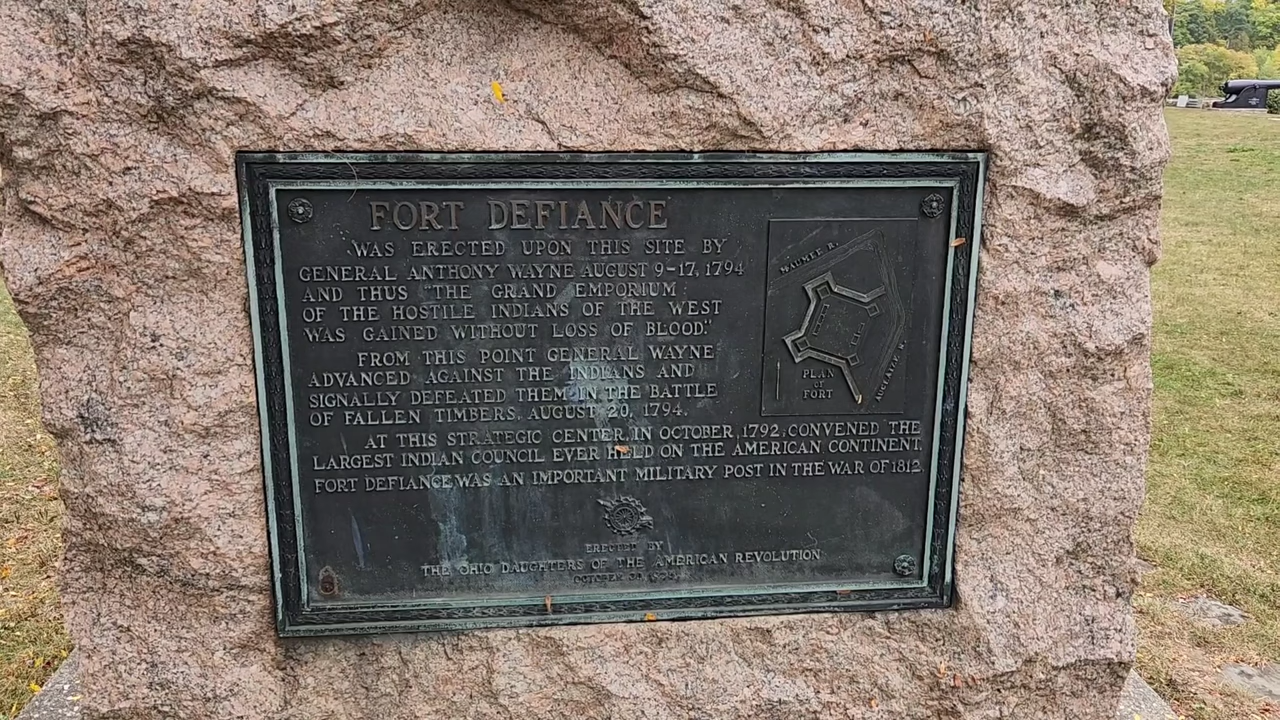 FORT DEFIANCE
WAS ERECTED UPON THIS SITE BY
GENERAL ANTHONY WAYNE AUGUST 9-17, 1794
AND THUS "THE GRAND EMPORIUM
OF THE HOSTILE INDIANS OF THE WEST
WAS GAINED WITHOUT LOSS OF BLOOD."
FROM THIS POINT GENERAL WAYNE
ADVANCED AGAINST THE INDIANS AND
SIGNALLY DEFEATED THEM IN THE BATTLE
OF FALLEN TIMBERS, AUGUST 20, 1794.
AT THIS STRATEGIC CENTER, IN OCTOBER, 1792, CONVENED THE
LARGEST INDIAN COUNCIL EVER HELD ON THE AMERICAN CONTINENT.
FORT DEFIANCE WAS AN IMPORTANT MILITARY POST IN THE WAR OF 1812.
MAUMEE R.
AUGLAIZE R.
PLAN
OF
FORT
ERECTED BY
THE OHIO DAUGHTERS OF THE AMERICAN REVOLUTION
OCTOBER